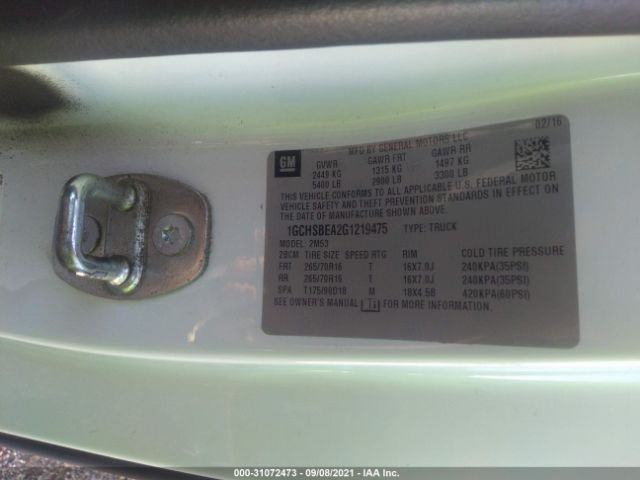 02/16
MFG BY GENERAL MOTORS LLC
GM GVWR GAWR FRT GAWR RR
2449 KG 1315 KG 1497 KG
5400 LB 2900 LB 3300 LB
THIS VEHICLE CONFORMS TO ALL APPLICABLE U.S. FEDERAL MOTOR
VEHICLE SAFETY AND THEFT PREVENTION STANDARDS IN EFFECT ON
THE DATE OF MANUFACTURE SHOWN ABOVE.
1GCHSBEA2G1219475 TYPE: TRUCK
MODEL: 2M53
2BCM TIRE SIZE SPEED RTG RIM COLD TIRE PRESSURE
FRT 265/70R16 T 16X7.0J 240KPA(35PSI)
RR 265/70R16 T 16X7.0J 240KPA(35PSI)
SPA T175/90D18 M 18X4.5B 420KPA(60PSI)
SEE OWNER'S MANUAL i FOR MORE INFORMATION.
000-31072473 - 09/08/2021 - IAA Inc.